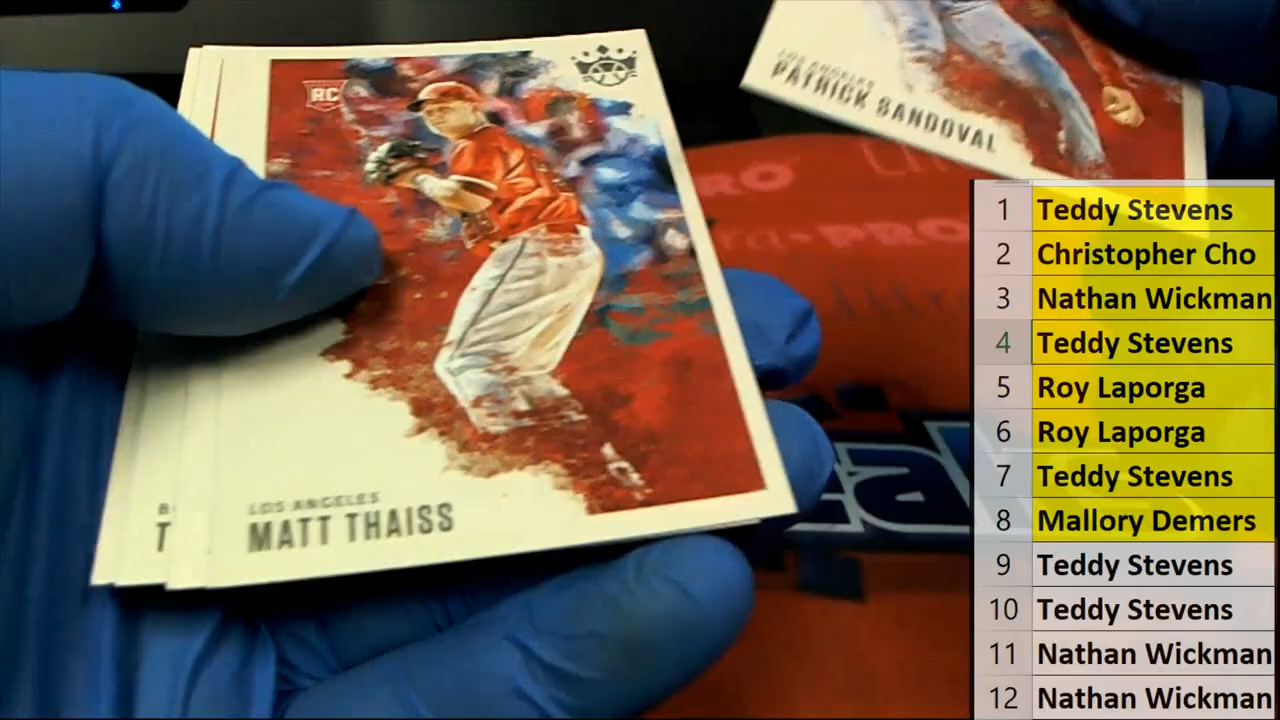 RC
LOS ANGELES
MATT THAISS
LOS ANGELES
PATRICK SANDOVAL
PRO
PRO
1 Teddy Stevens
2 Christopher Cho
3 Nathan Wickman
4 Teddy Stevens
5 Roy Laporga
6 Roy Laporga
7 Teddy Stevens
8 Mallory Demers
9 Teddy Stevens
10 Teddy Stevens
11 Nathan Wickman
12 Nathan Wickman